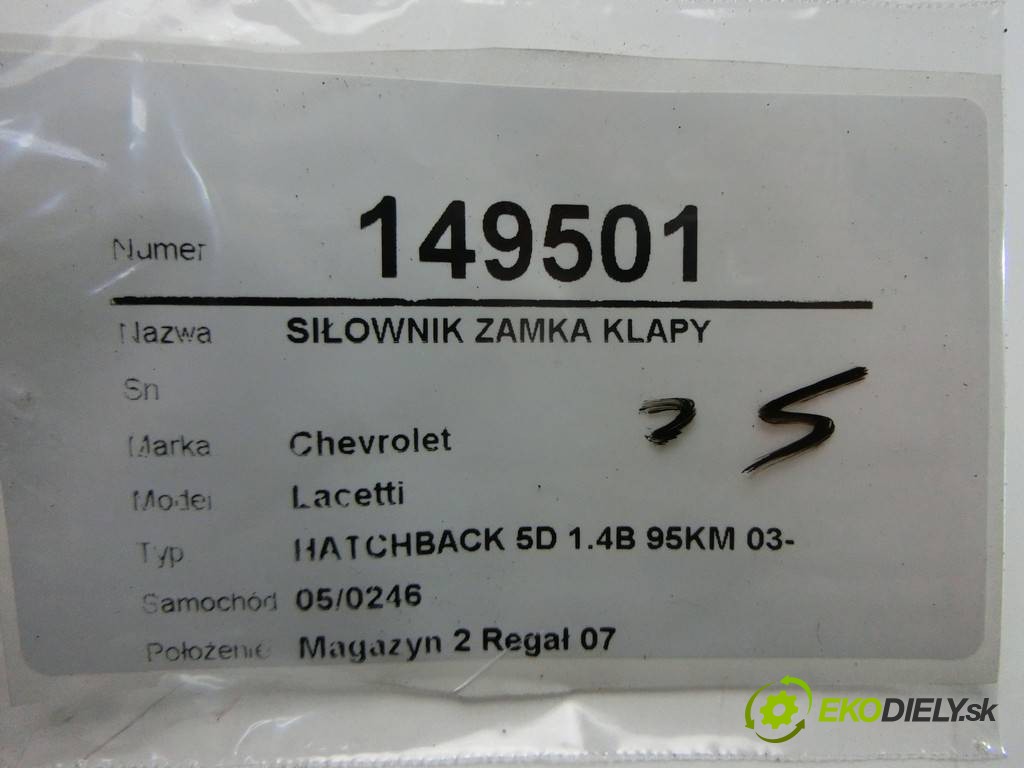 Numer 149501
Nazwa SIŁOWNIK ZAMKA KLAPY
Sn
Marka Chevrolet
Model Lacetti
Typ HATCHBACK 5D 1.4B 95KM 03-
Samochód 05/0246
Położenie Magazyn 2 Regał 07
EKODIELY.sk